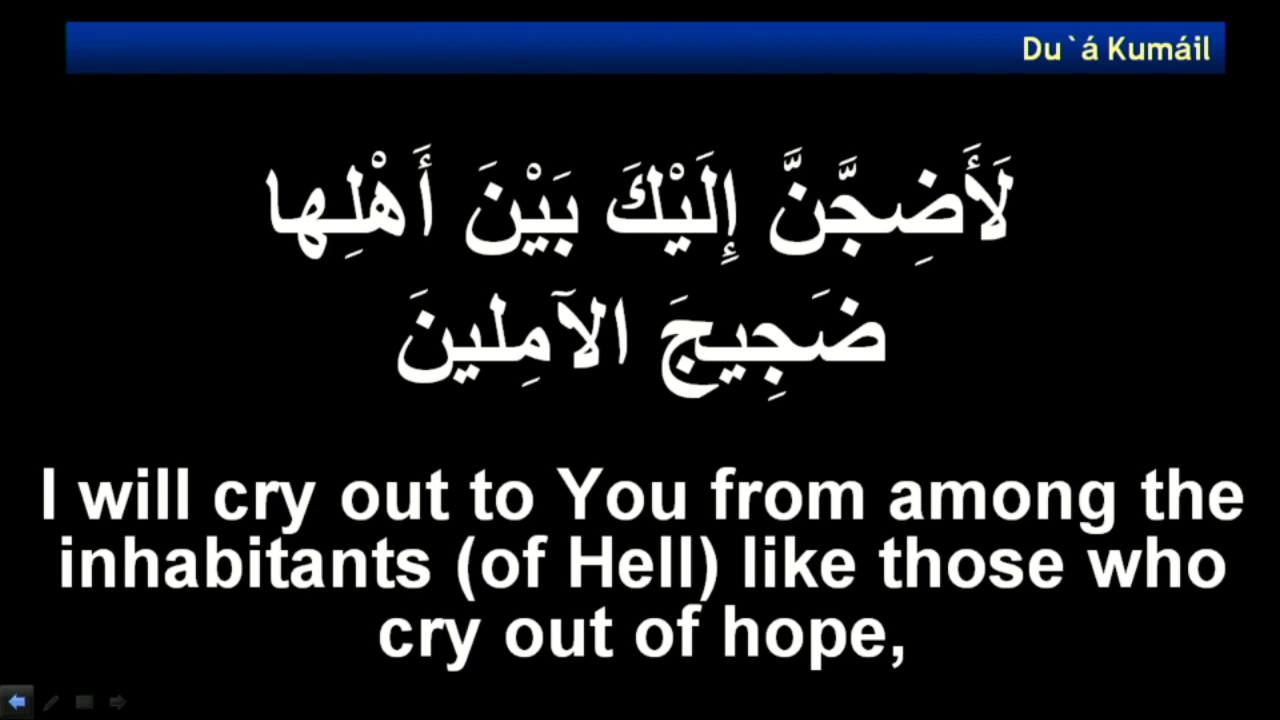 Du`á Kumáil
لَأَضِجَّنَّ إِلَيْكَ بَيْنَ أَهْلِها
ضَجِيجَ الآمِلينَ
I will cry out to You from among the
inhabitants (of Hell) like those who
cry out of hope,